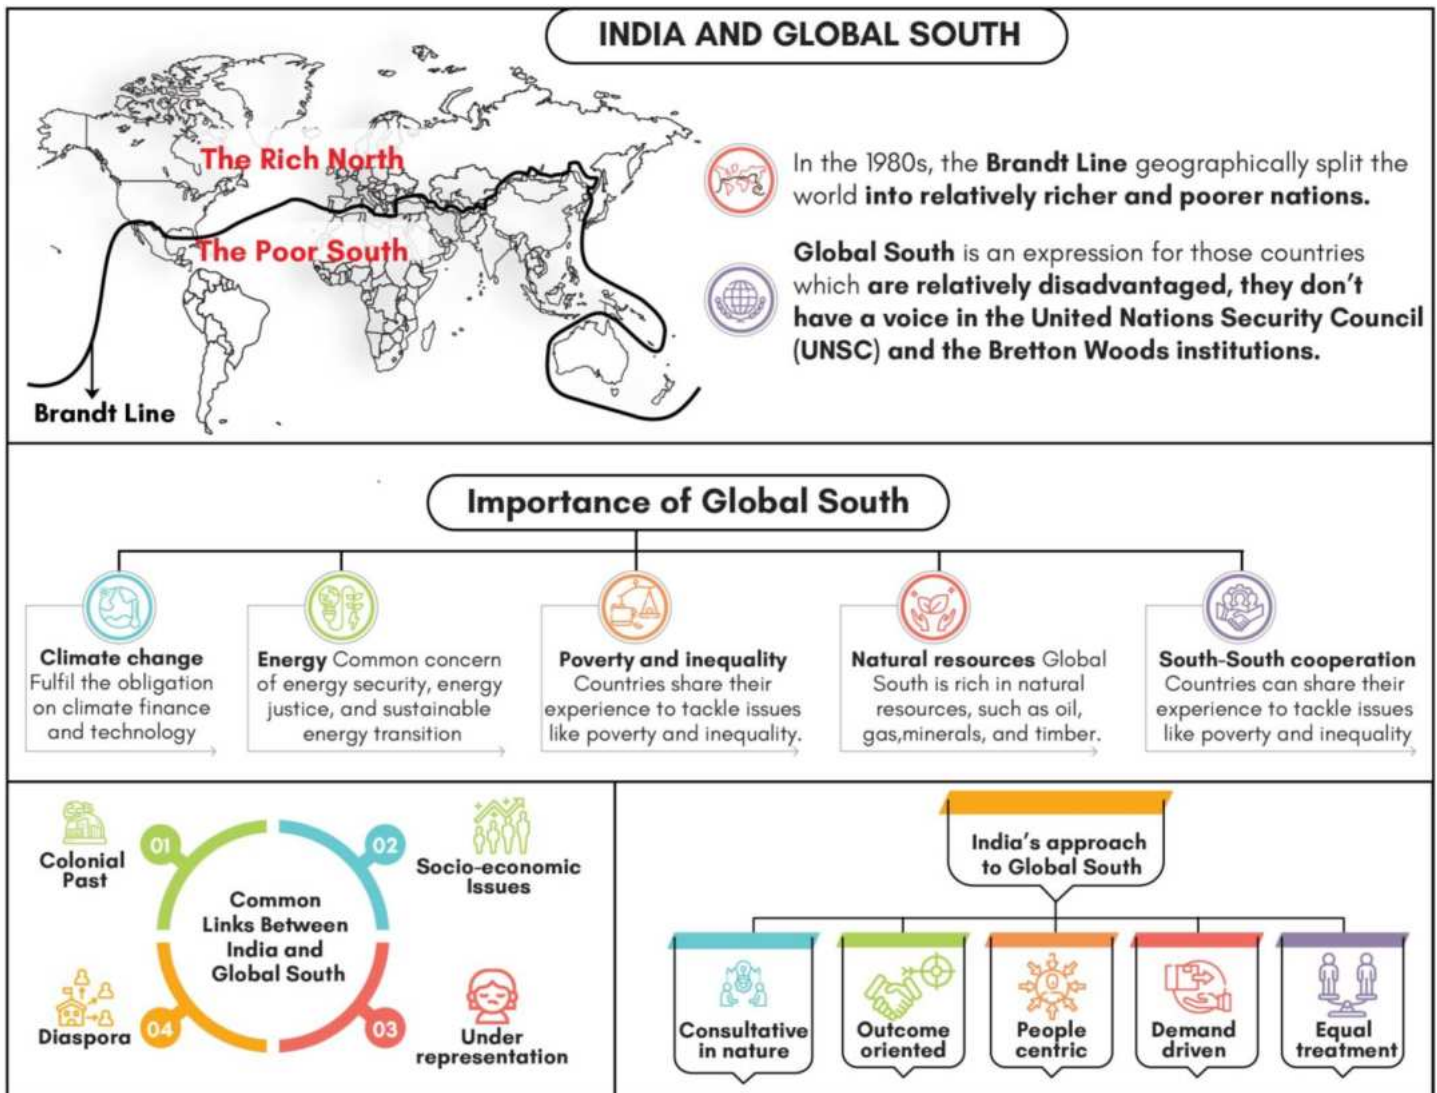 INDIA AND GLOBAL SOUTH
The Rich North
The Poor South
Brandt Line
In the 1980s, the Brandt Line geographically split the
world into relatively richer and poorer nations.
Global South is an expression for those countries
which are relatively disadvantaged, they don't
have a voice in the United Nations Security Council
(UNSC) and the Bretton Woods institutions.
Importance of Global South
Climate change
Fulfil the obligation
on climate finance
and technology
Energy Common concern
of energy security, energy
justice, and sustainable
energy transition
Poverty and inequality
Countries share their
experience to tackle issues
like poverty and inequality.
Natural resources Global
South is rich in natural
resources, such as oil,
gas,minerals, and timber.
South-South cooperation
Countries can share their
experience to tackle issues
like poverty and inequality
Common
Links Between
India and
Global South
01
Colonial
Past
02
Socio-economic
Issues
03
Under
representation
04
Diaspora
India's approach
to Global South
Consultative
in nature
Outcome
oriented
People
centric
Demand
driven
Equal
treatment